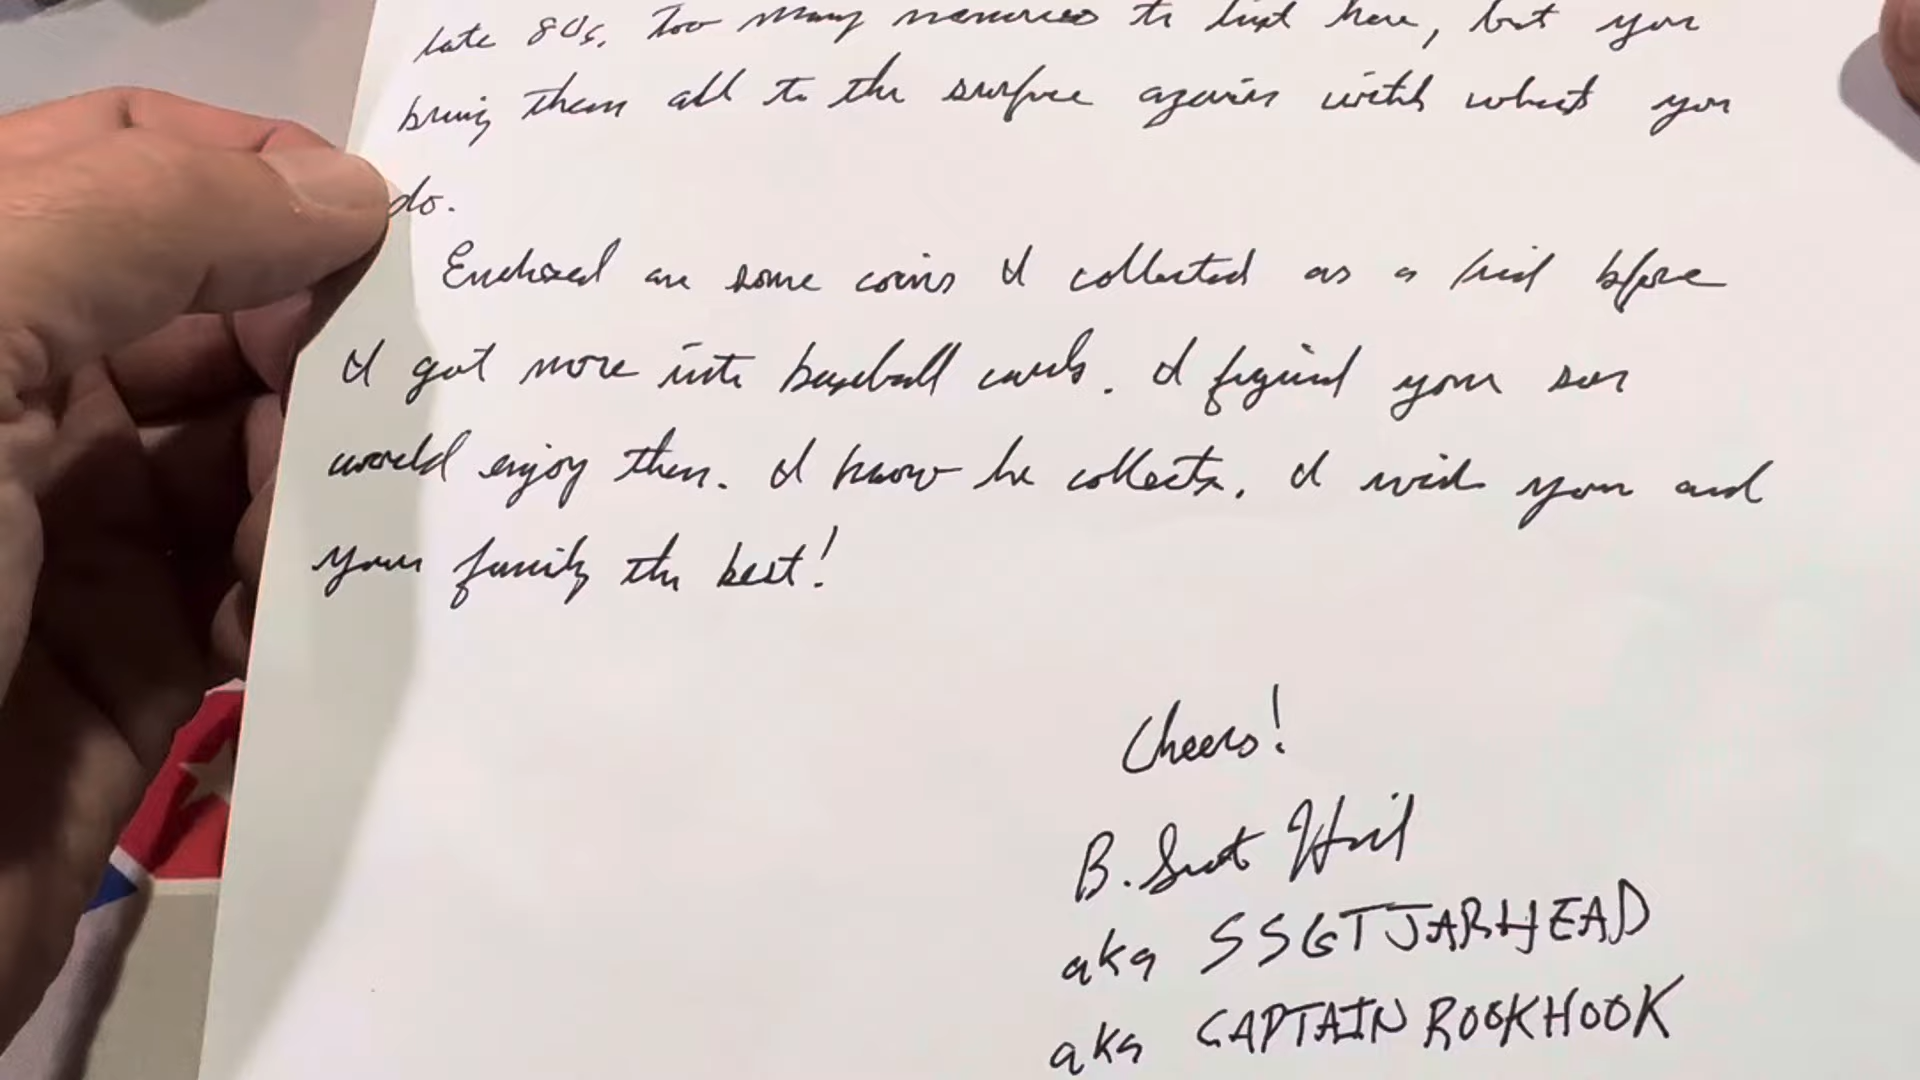 late 80s. Too many memories to list here, but you
bring them all to the surface again with what you
do.
Enclosed are some coins I collected as a kid before
I got more into baseball cards. I figured your son
would enjoy them. I know he collects. I wish you and
your family the best!
Cheers!
B.
aka SSGTJARHEAD
aka CAPTAIN ROOKHOOK